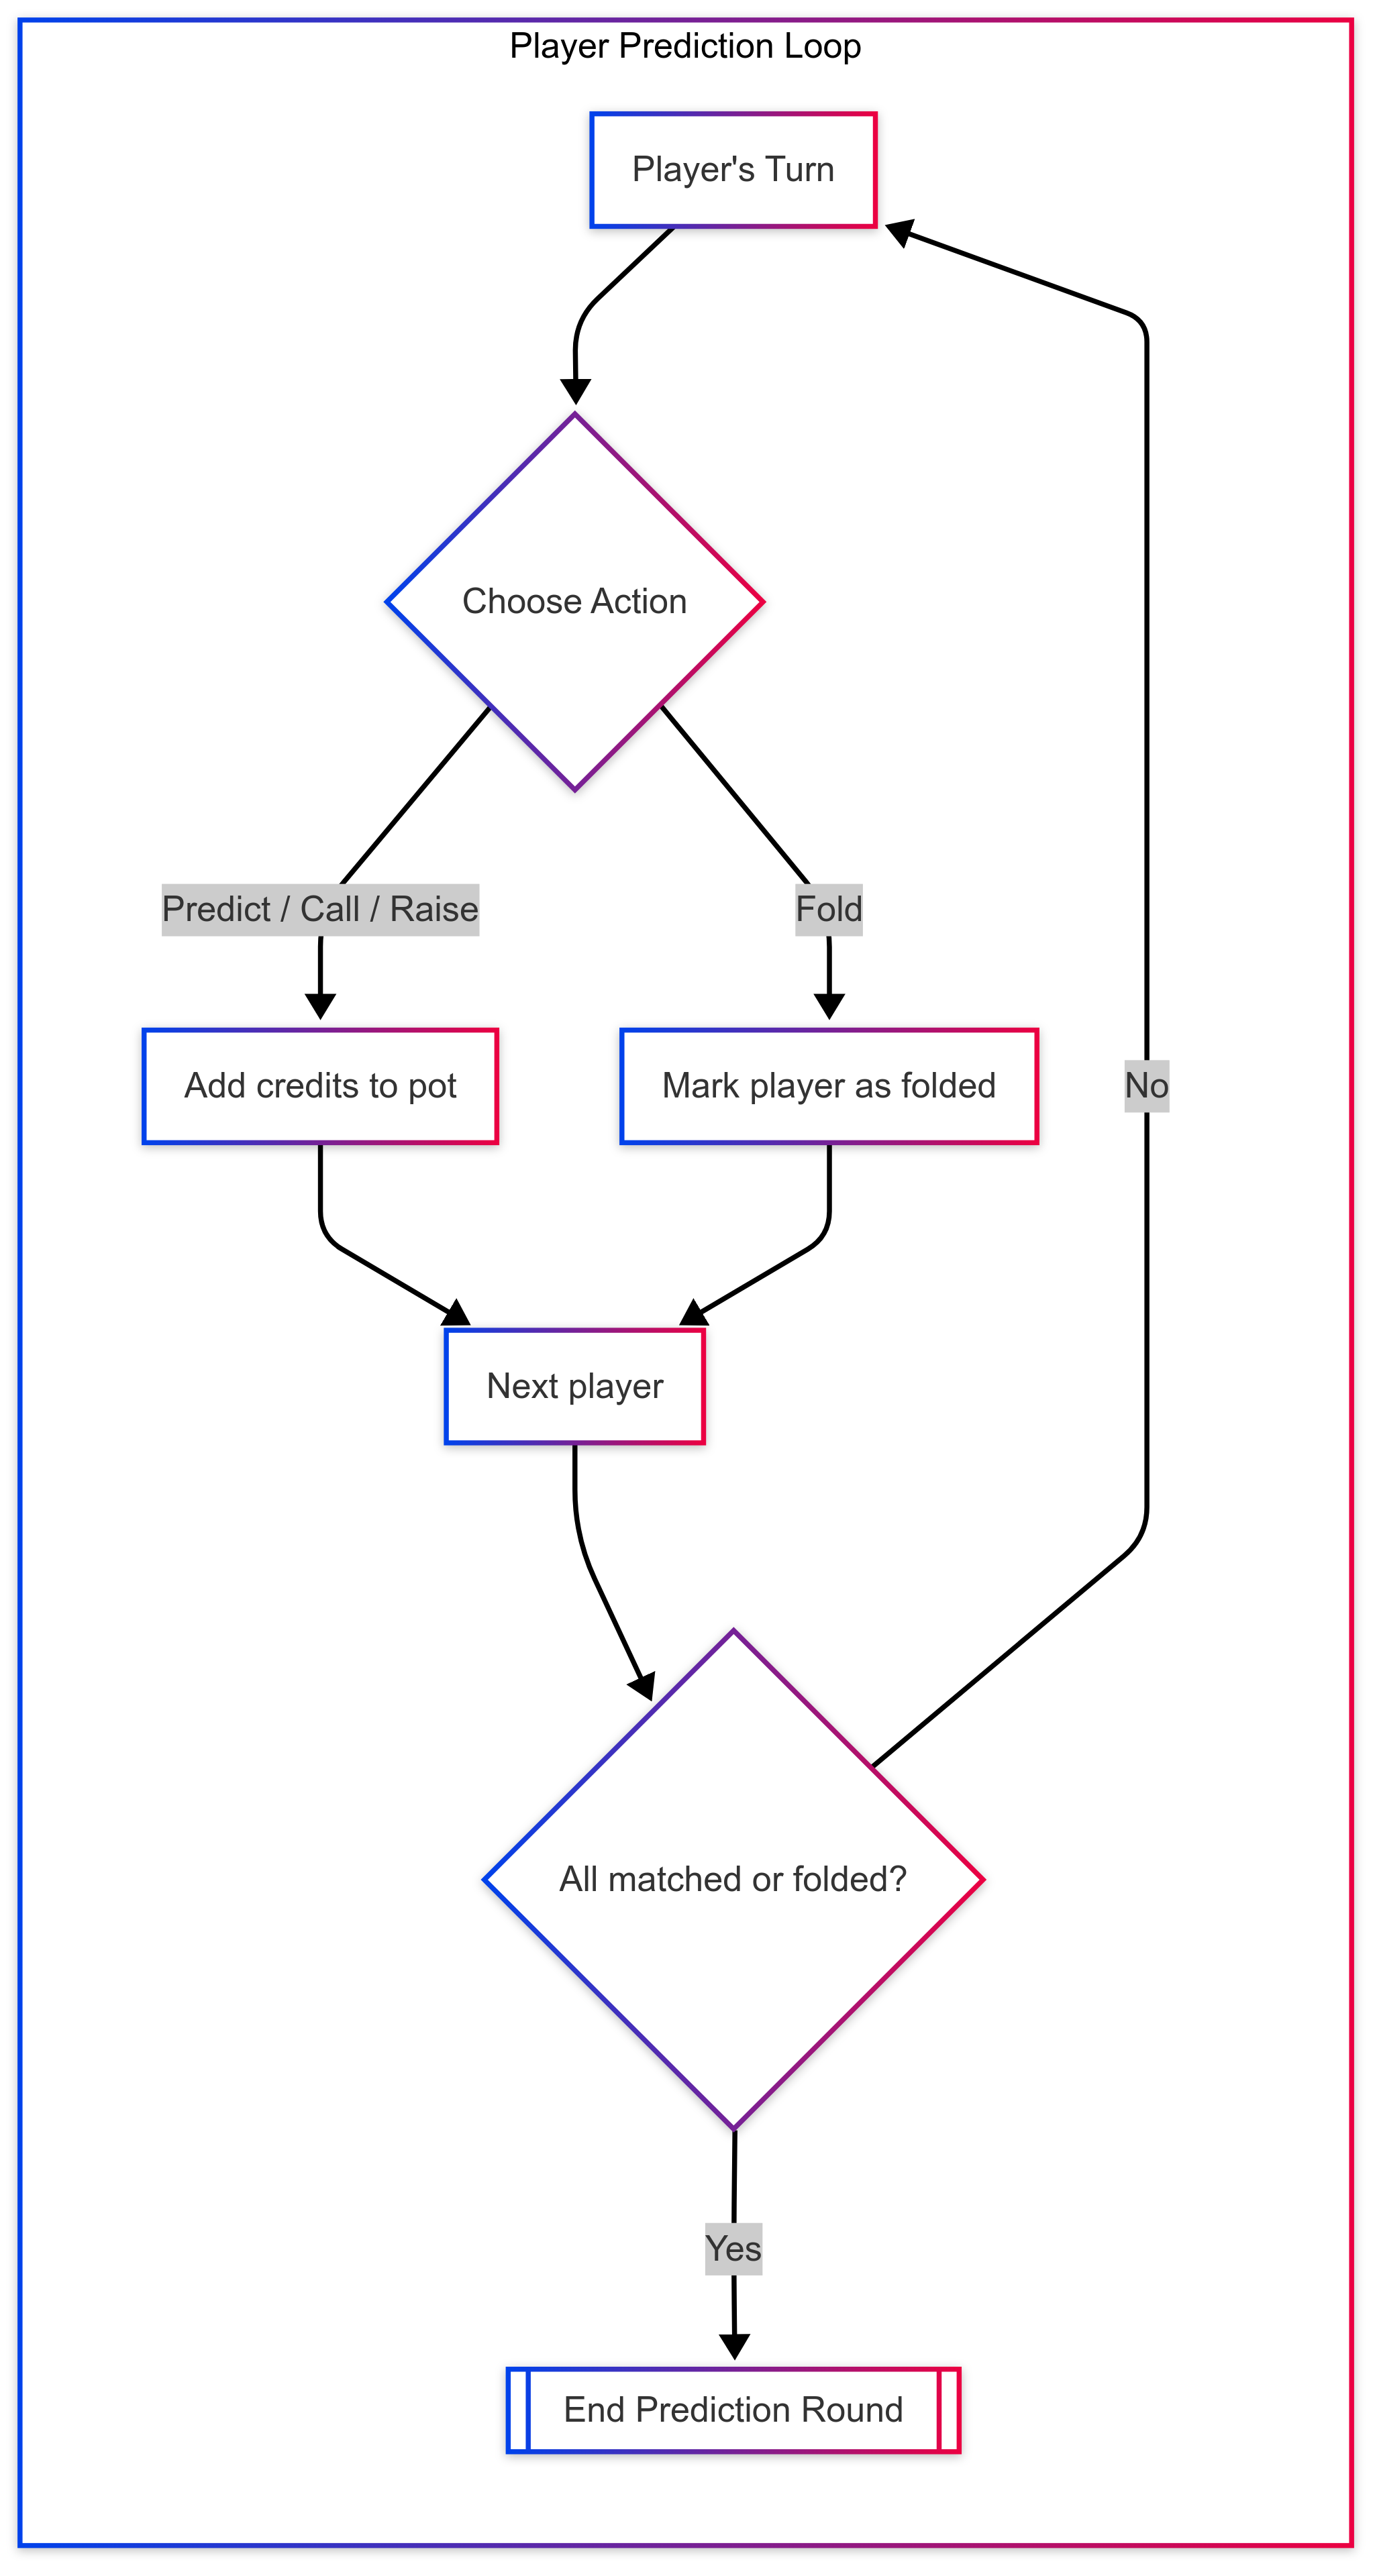 Player Prediction Loop
Player's Turn
Choose Action
Predict / Call / Raise
Fold
Add credits to pot
Mark player as folded
No
Next player
All matched or folded?
Yes
End Prediction Round